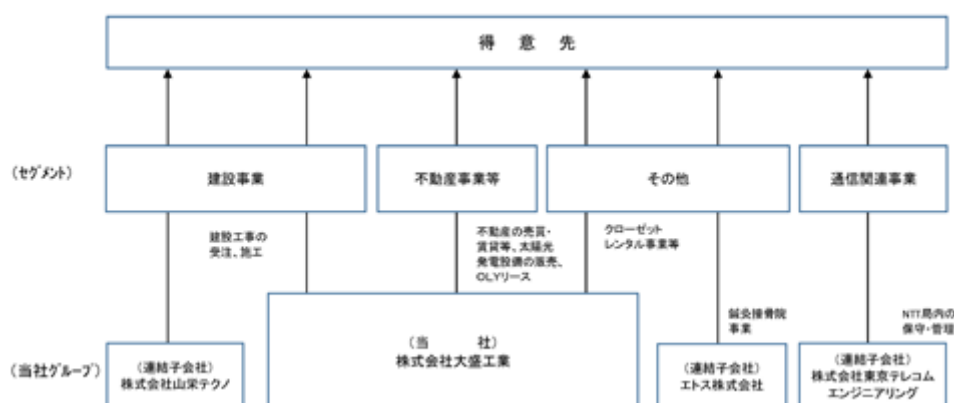 得 意 先
(セグメント)
建設事業
不動産事業等
その他
通信関連事業
建設工事の
受注、施工
不動産の売買・
賃貸等、太陽光
発電設備の販売、
OLYリース
クローゼット
レンタル事業等
鍼灸接骨院
事業
NTT局内の
保守・管理
(当社グループ)
(連結子会社)
株式会社山栄テクノ
(当 社)
株式会社大盛工業
(連結子会社)
エトス株式会社
(連結子会社)
株式会社東京テレコム
エンジニアリング